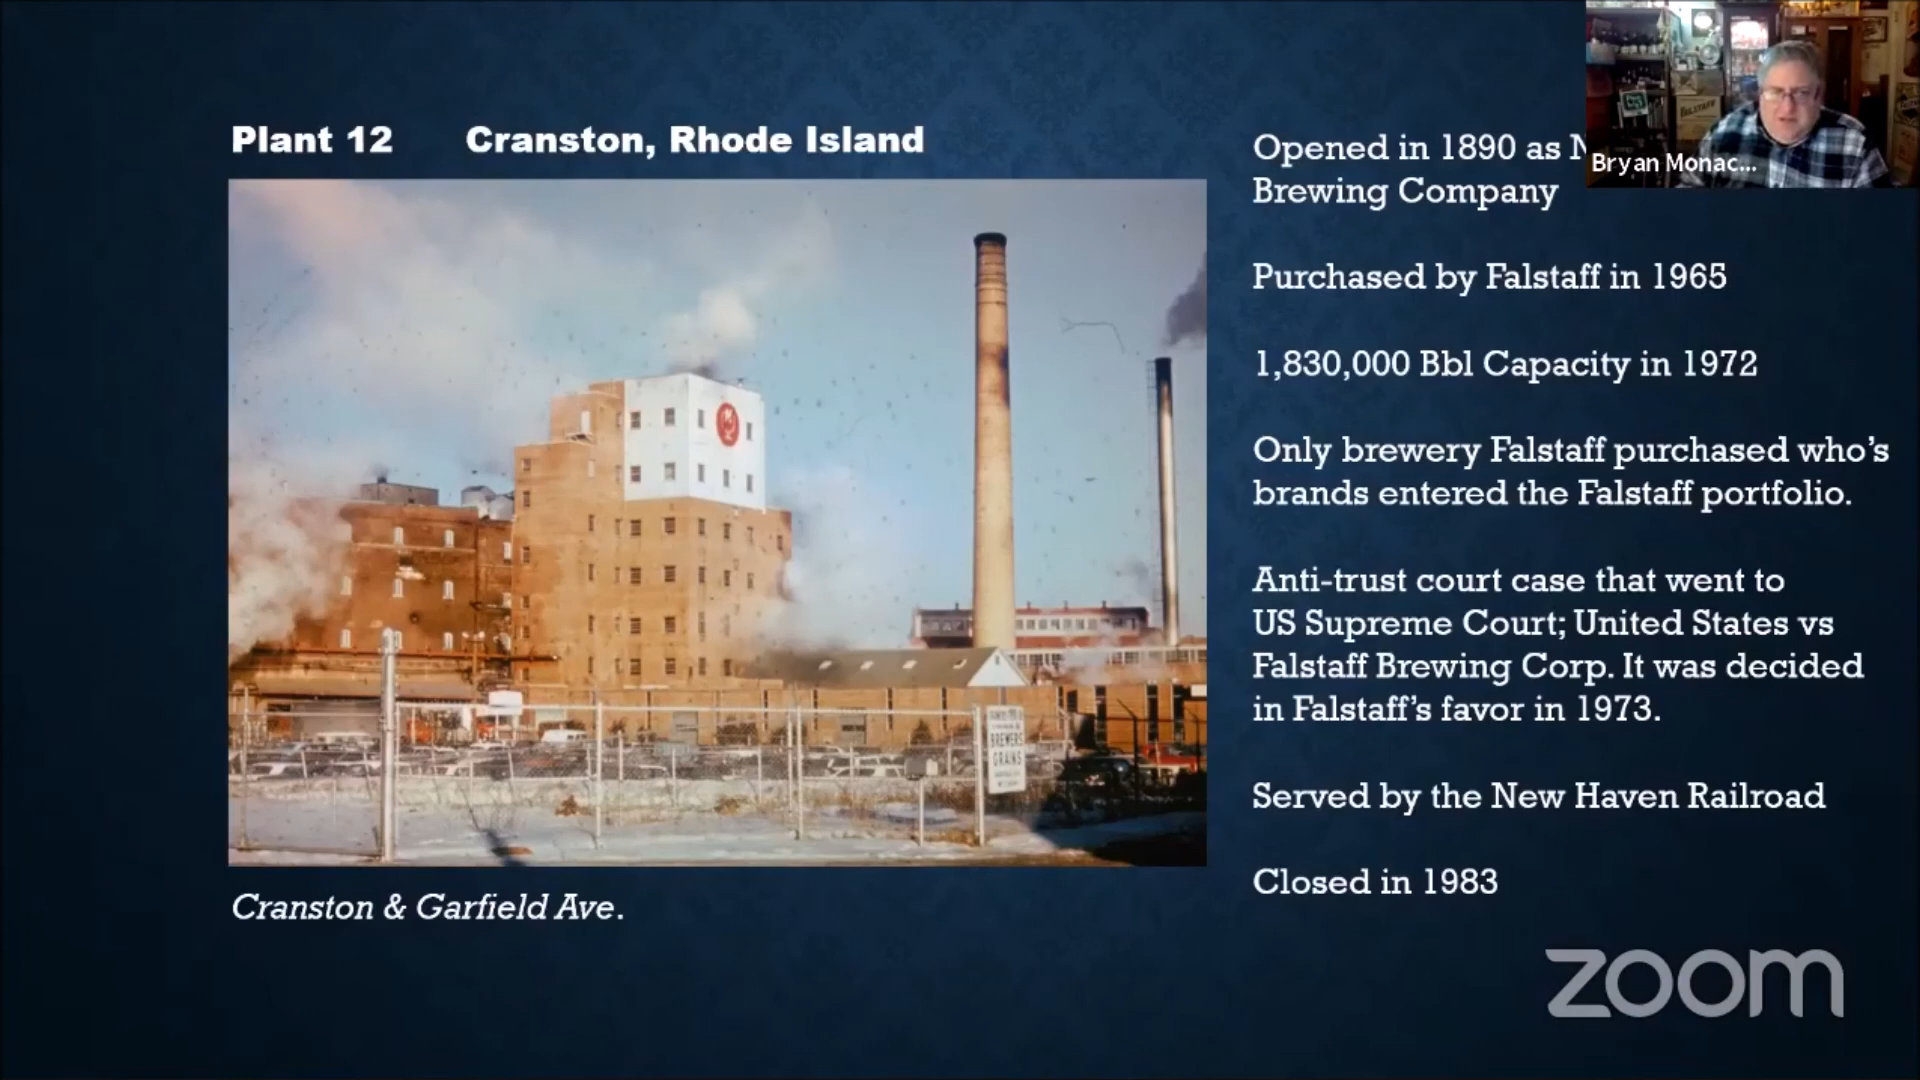 Plant 12 Cranston, Rhode Island
Opened in 1890 as
Brewing Company
Purchased by Falstaff in 1965
1,830,000 Bbl Capacity in 1972
Only brewery Falstaff purchased who's
brands entered the Falstaff portfolio.
Anti-trust court case that went to
US Supreme Court; United States vs
Falstaff Brewing Corp. It was decided
in Falstaff's favor in 1973.
Served by the New Haven Railroad
Closed in 1983
Cranston & Garfield Ave.
BREWERS
GRAINS
FALSTAFF
Bryan Monac...
zoom